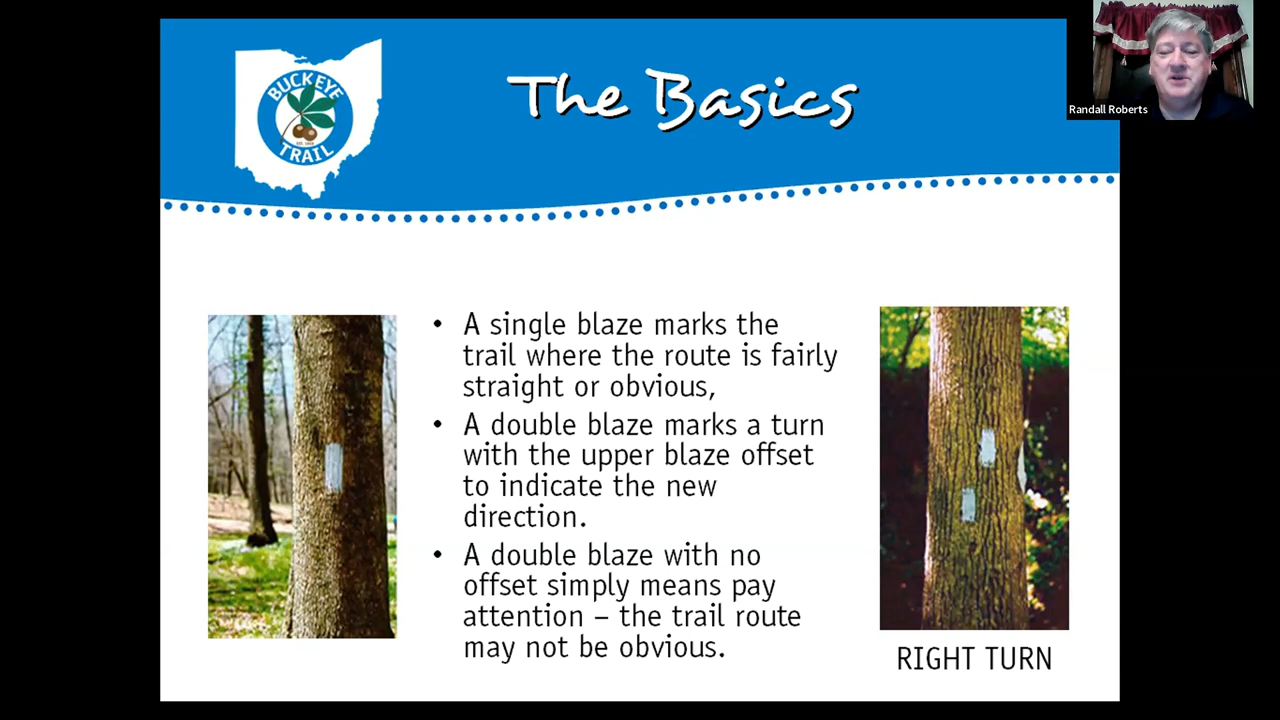 BUCKEYE
TRAIL
The Basics
Randall Roberts
• A single blaze marks the
trail where the route is fairly
straight or obvious,
• A double blaze marks a turn
with the upper blaze offset
to indicate the new
direction.
• A double blaze with no
offset simply means pay
attention – the trail route
may not be obvious.
RIGHT TURN